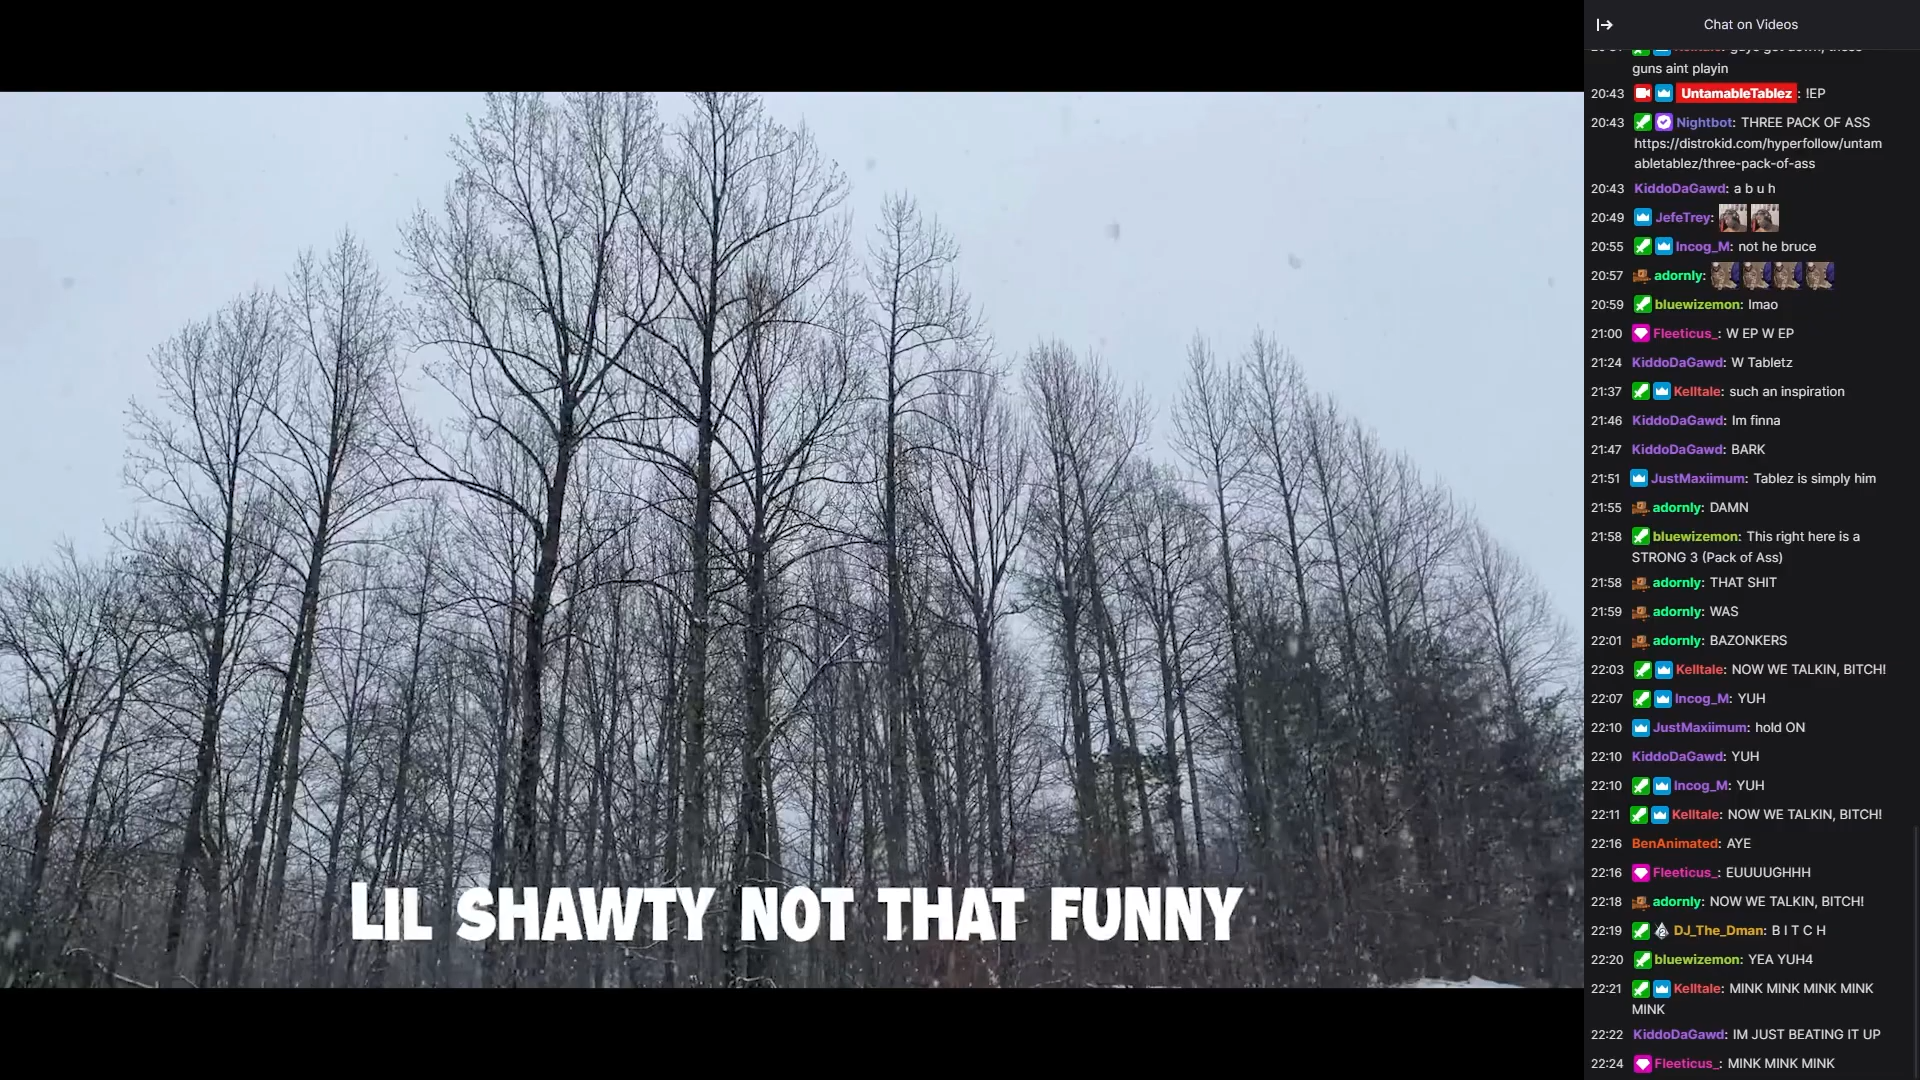 LIL SHAWTY NOT THAT FUNNY
Chat on Videos
guns aint playin
20:43 UntamableTablez: !EP
20:43 Nightbot: THREE PACK OF ASS
https://distrokid.com/hyperfollow/untam
abletablez/three-pack-of-ass
20:43 KiddoDaGawd: a b u h
20:49 JefeTrey:
20:55 Incog_M: not he bruce
20:57 adornly:
20:59 bluewizemon: lmao
21:00 Fleeticus_: W EP W EP
21:24 KiddoDaGawd: W Tabletz
21:37 Kelltale: such an inspiration
21:46 KiddoDaGawd: Im finna
21:47 KiddoDaGawd: BARK
21:51 JustMaxiimum: Tablez is simply him
21:55 adornly: DAMN
21:58 bluewizemon: This right here is a
STRONG 3 (Pack of Ass)
21:58 adornly: THAT SHIT
21:59 adornly: WAS
22:01 adornly: BAZONKERS
22:03 Kelltale: NOW WE TALKIN, BITCH!
22:07 Incog_M: YUH
22:10 JustMaxiimum: hold ON
22:10 KiddoDaGawd: YUH
22:10 Incog_M: YUH
22:11 Kelltale: NOW WE TALKIN, BITCH!
22:16 BenAnimated: AYE
22:16 Fleeticus_: EUUUUGHHH
22:18 adornly: NOW WE TALKIN, BITCH!
22:19 DJ_The_Dman: B I T C H
22:20 bluewizemon: YEA YUH4
22:21 Kelltale: MINK MINK MINK MINK
MINK
22:22 KiddoDaGawd: IM JUST BEATING IT UP
22:24 Fleeticus_: MINK MINK MINK